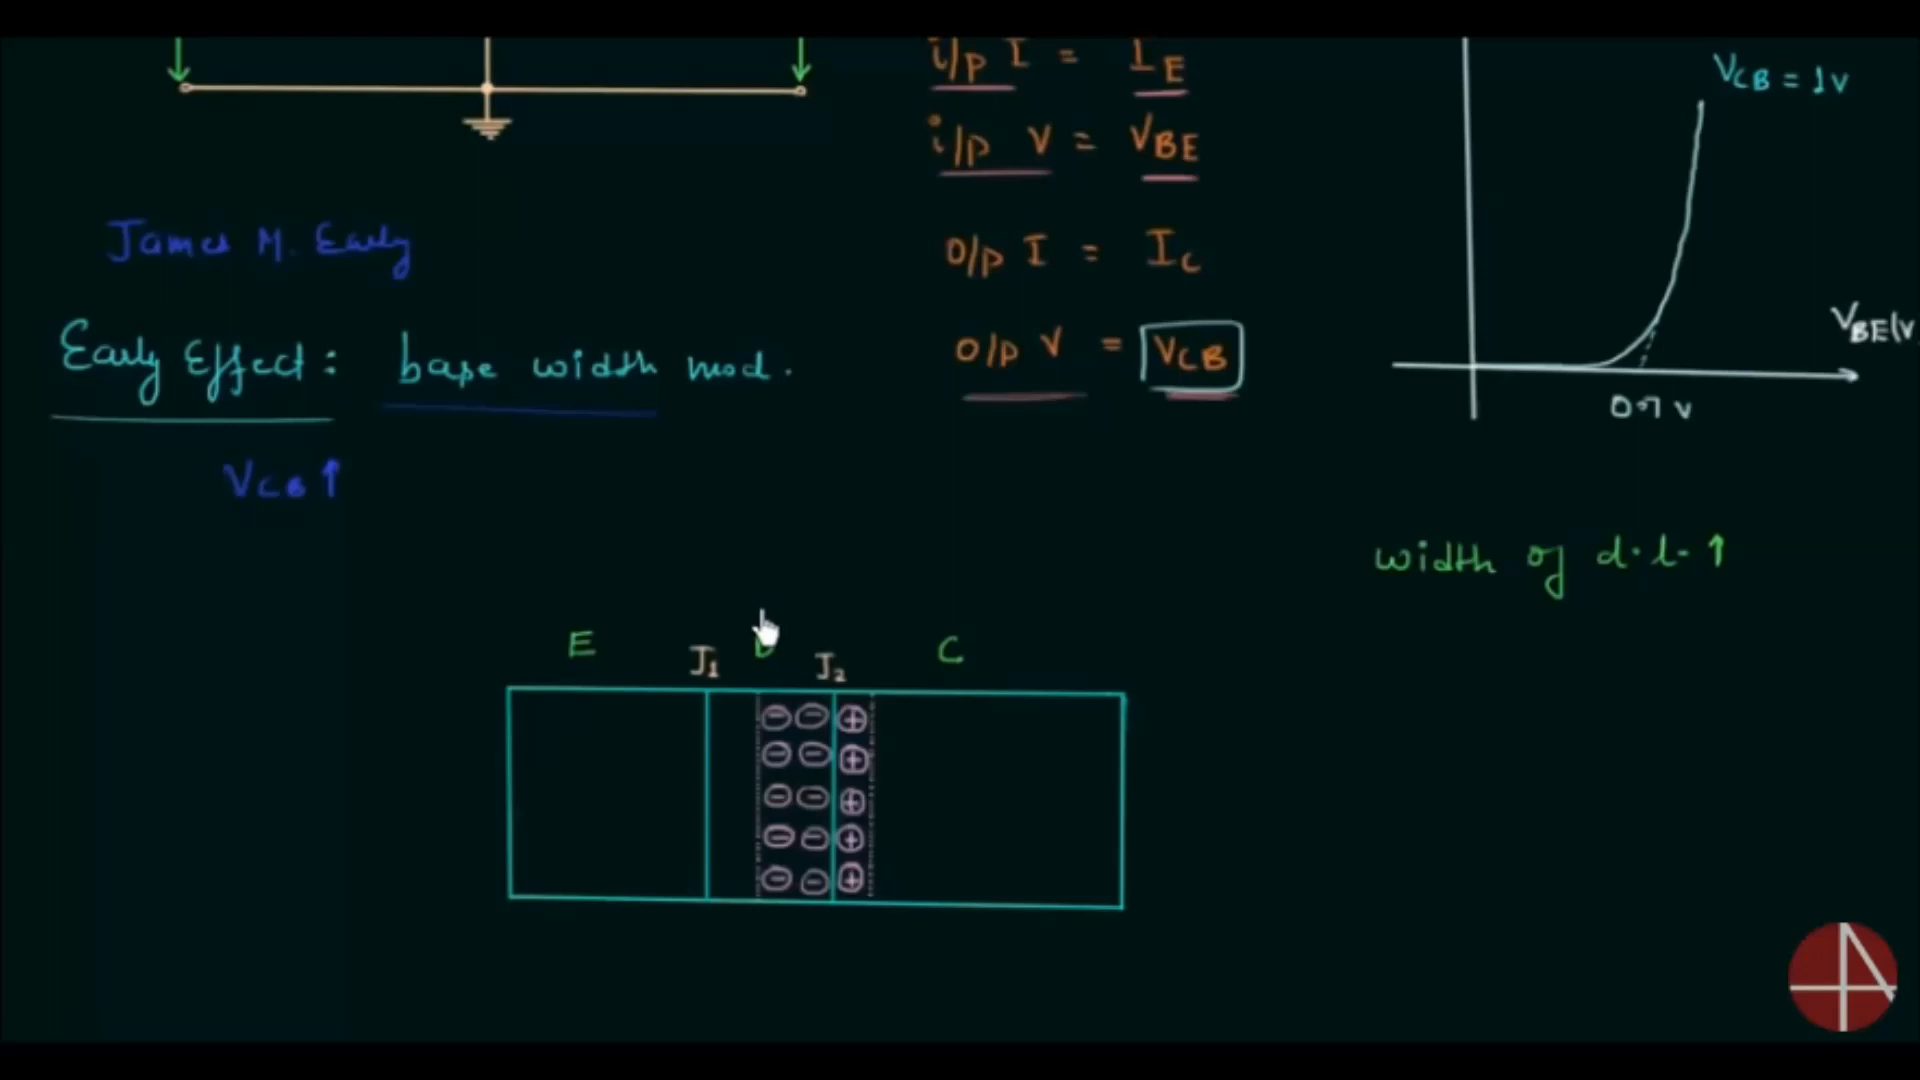 i/p I = IE
i/p V = VBE
o/p I = IC
o/p V = VCB
VCB = 1V
VBE(V
0.7 V
James M. Early
Early Effect: base width mod.
VCB↑
width of d.l. ↑
E J1 J2 C